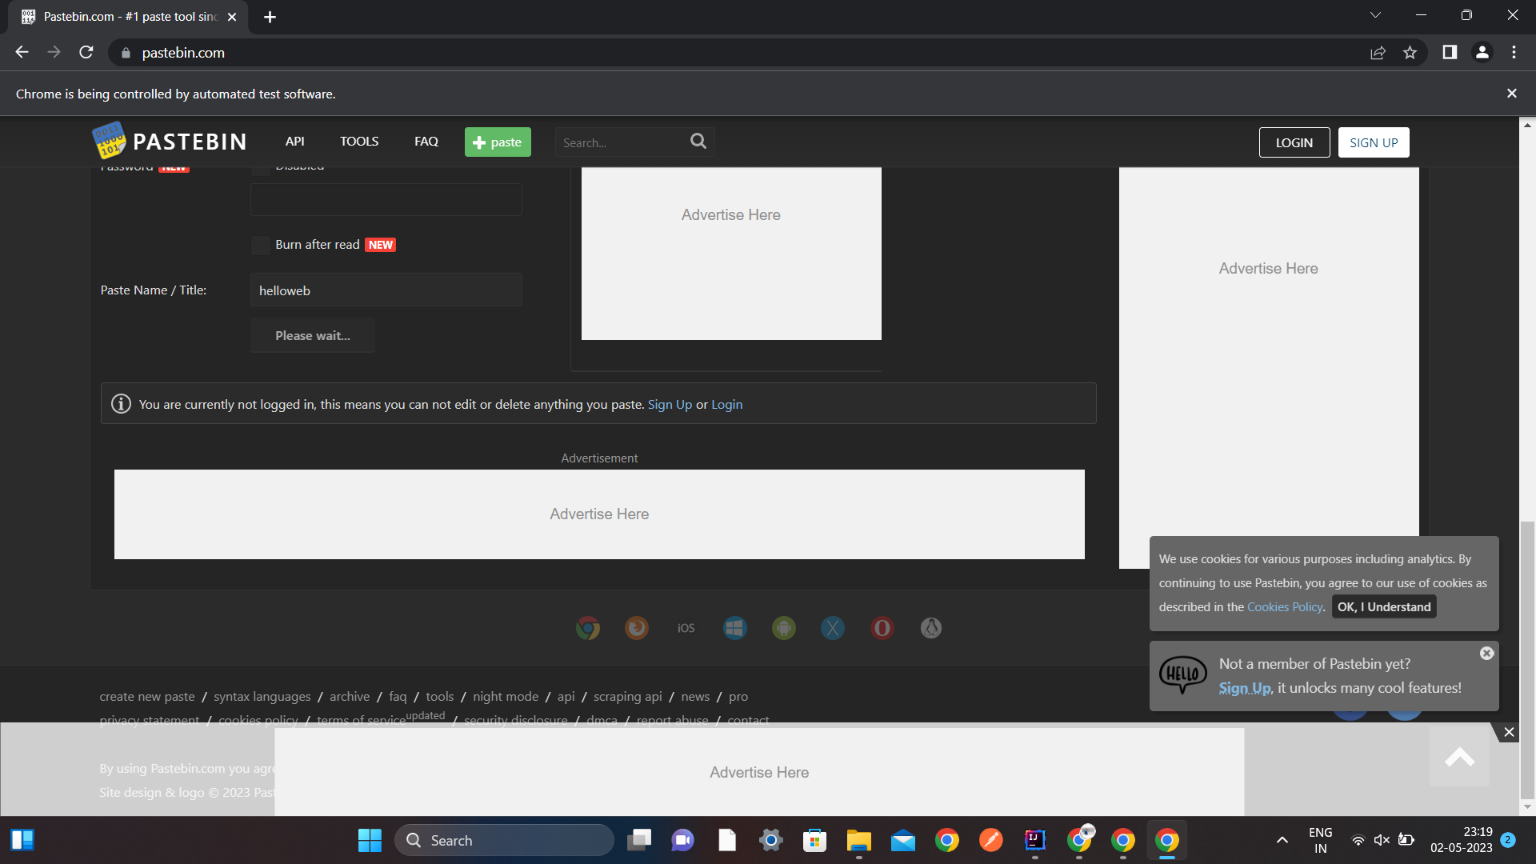 Pastebin.com - #1 paste tool sinc
pastebin.com
Chrome is being controlled by automated test software.
PASTEBIN
API
TOOLS
FAQ
paste
Search...
LOGIN
SIGN UP
Password NEW
Disabled
Advertise Here
Advertise Here
Burn after read NEW
Paste Name / Title:
helloweb
Please wait...
You are currently not logged in, this means you can not edit or delete anything you paste. Sign Up or Login
Advertisement
Advertise Here
We use cookies for various purposes including analytics. By
continuing to use Pastebin, you agree to our use of cookies as
described in the Cookies Policy. OK, I Understand
iOS
HELLO
Not a member of Pastebin yet?
Sign Up, it unlocks many cool features!
create new paste / syntax languages / archive / faq / tools / night mode / api / scraping api / news / pro
privacy statement / cookies policy / terms of service updated / security disclosure / dmca / report abuse / contact
By using Pastebin.com you agre
Site design & logo © 2023 Past
Advertise Here
Search
ENG
IN
23:19
02-05-2023
2